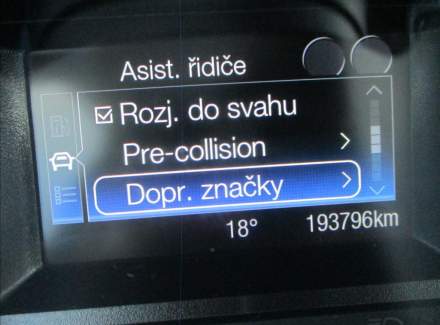 Asist. řidiče
Rozj. do svahu
Pre-collision
Dopr. značky
18° 193796km